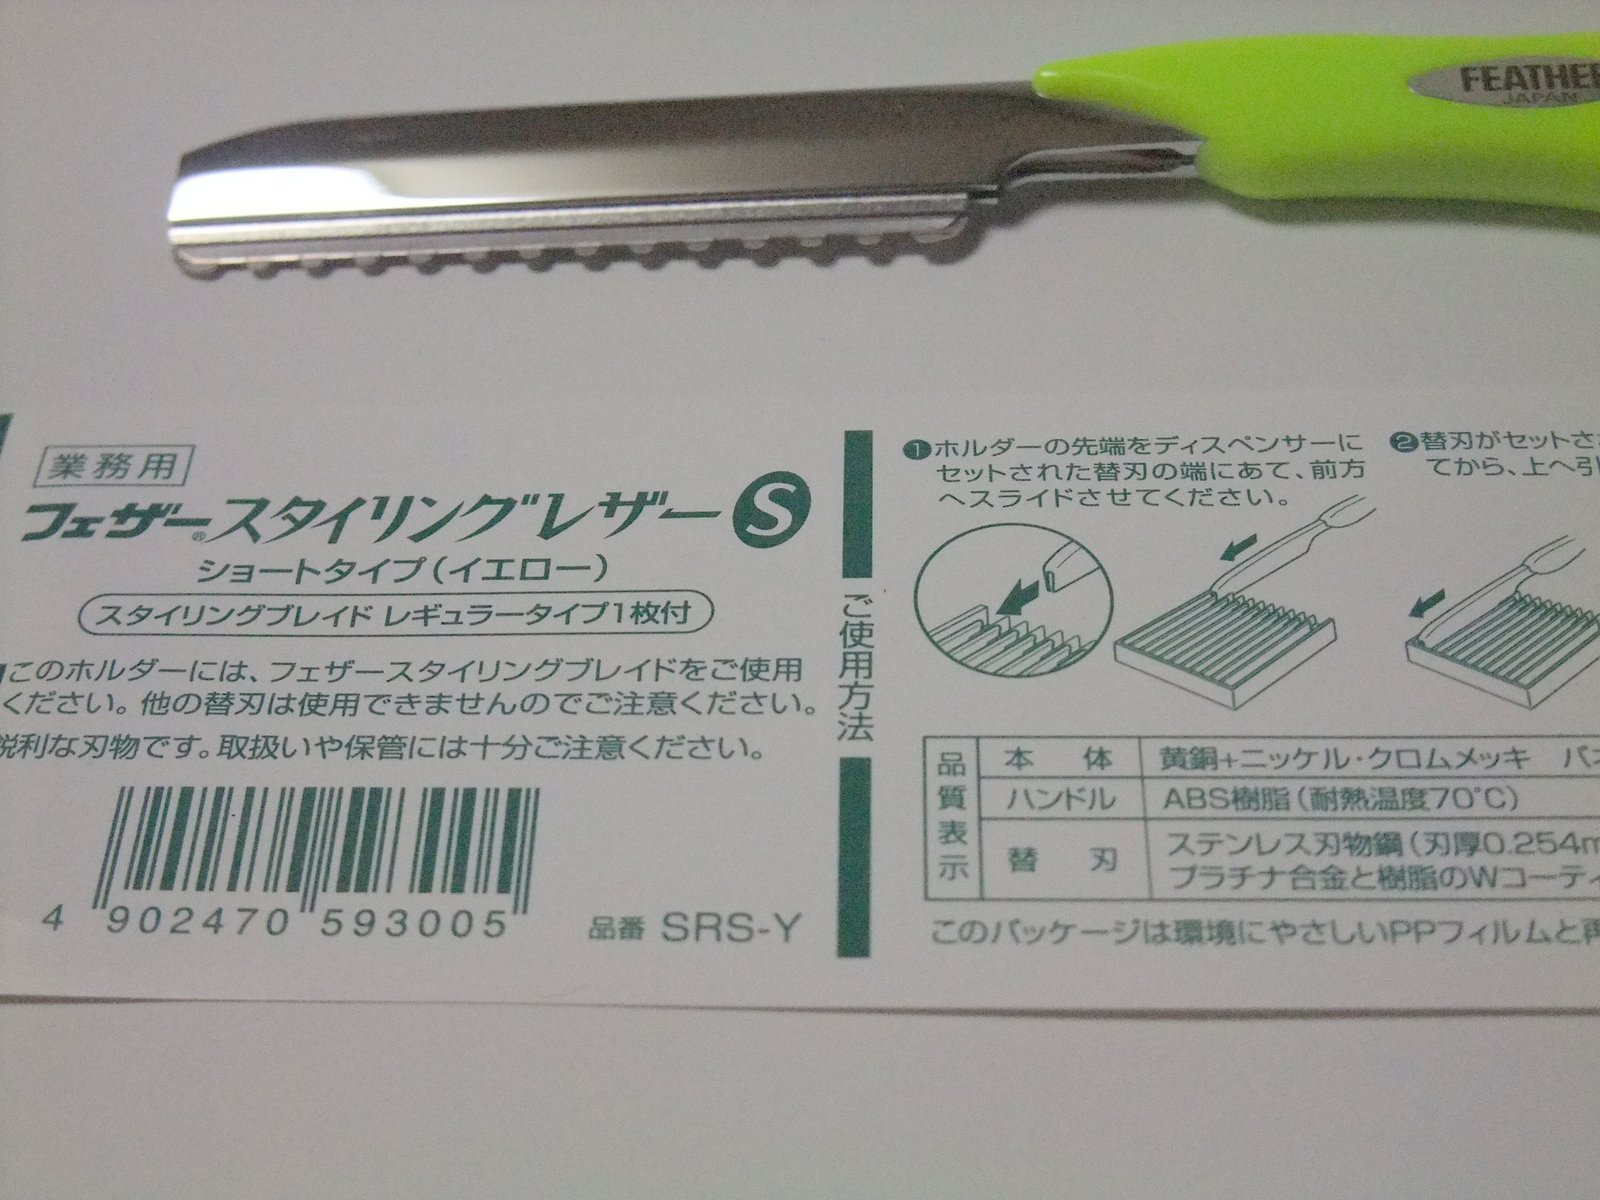 FEATHER
JAPAN
業務用
フェザー®スタイリングレザーS
ショートタイプ(イエロー)
スタイリングブレイド レギュラータイプ1枚付
このホルダーには、フェザースタイリングブレイドをご使用
ください。他の替刃は使用できませんのでご注意ください。
鋭利な刃物です。取扱いや保管には十分ご注意ください。
4 902470 593005
品番 SRS-Y
ご使用方法
❶ホルダーの先端をディスペンサーに
セットされた替刃の端にあて、前方
へスライドさせてください。
❷替刃がセットさ
てから、上へ引
品質表示
本体 黄銅+ニッケル・クロムメッキ バネ
ハンドル ABS樹脂(耐熱温度70℃)
替刃 ステンレス刃物鋼(刃厚0.254m
プラチナ合金と樹脂のWコーティ
このパッケージは環境にやさしいPPフィルムと再